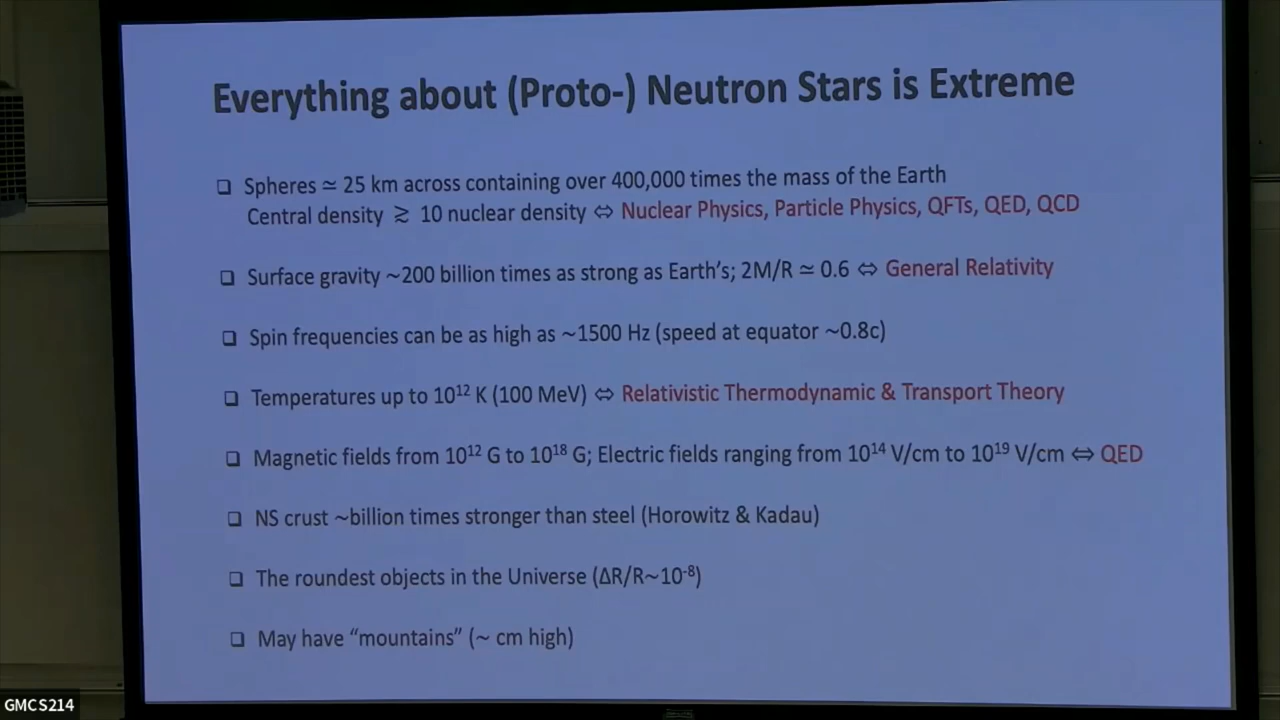 Everything about (Proto-) Neutron Stars is Extreme
❑ Spheres ≃ 25 km across containing over 400,000 times the mass of the Earth
Central density ≳ 10 nuclear density ⇔ Nuclear Physics, Particle Physics, QFTs, QED, QCD
❑ Surface gravity ~200 billion times as strong as Earth's; 2M/R ≃ 0.6 ⇔ General Relativity
❑ Spin frequencies can be as high as ~1500 Hz (speed at equator ~0.8c)
❑ Temperatures up to 10¹² K (100 MeV) ⇔ Relativistic Thermodynamic & Transport Theory
❑ Magnetic fields from 10¹² G to 10¹⁸ G; Electric fields ranging from 10¹⁴ V/cm to 10¹⁹ V/cm ⇔ QED
❑ NS crust ~billion times stronger than steel (Horowitz & Kadau)
❑ The roundest objects in the Universe (ΔR/R~10⁻⁸)
❑ May have "mountains" (~ cm high)
GMCS214